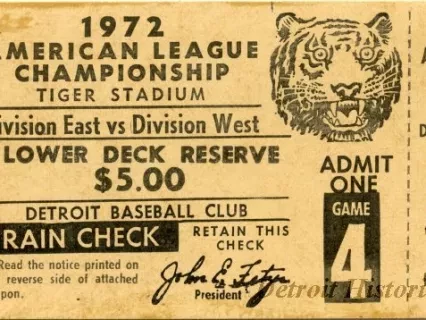 1972
AMERICAN LEAGUE
CHAMPIONSHIP
TIGER STADIUM
Division East vs Division West
LOWER DECK RESERVE
$5.00
DETROIT BASEBALL CLUB
RAIN CHECK
RETAIN THIS
CHECK
Read the notice printed on
reverse side of attached
upon.
John E. Fetzer
President
ADMIT
ONE
GAME
4
Detroit Histori